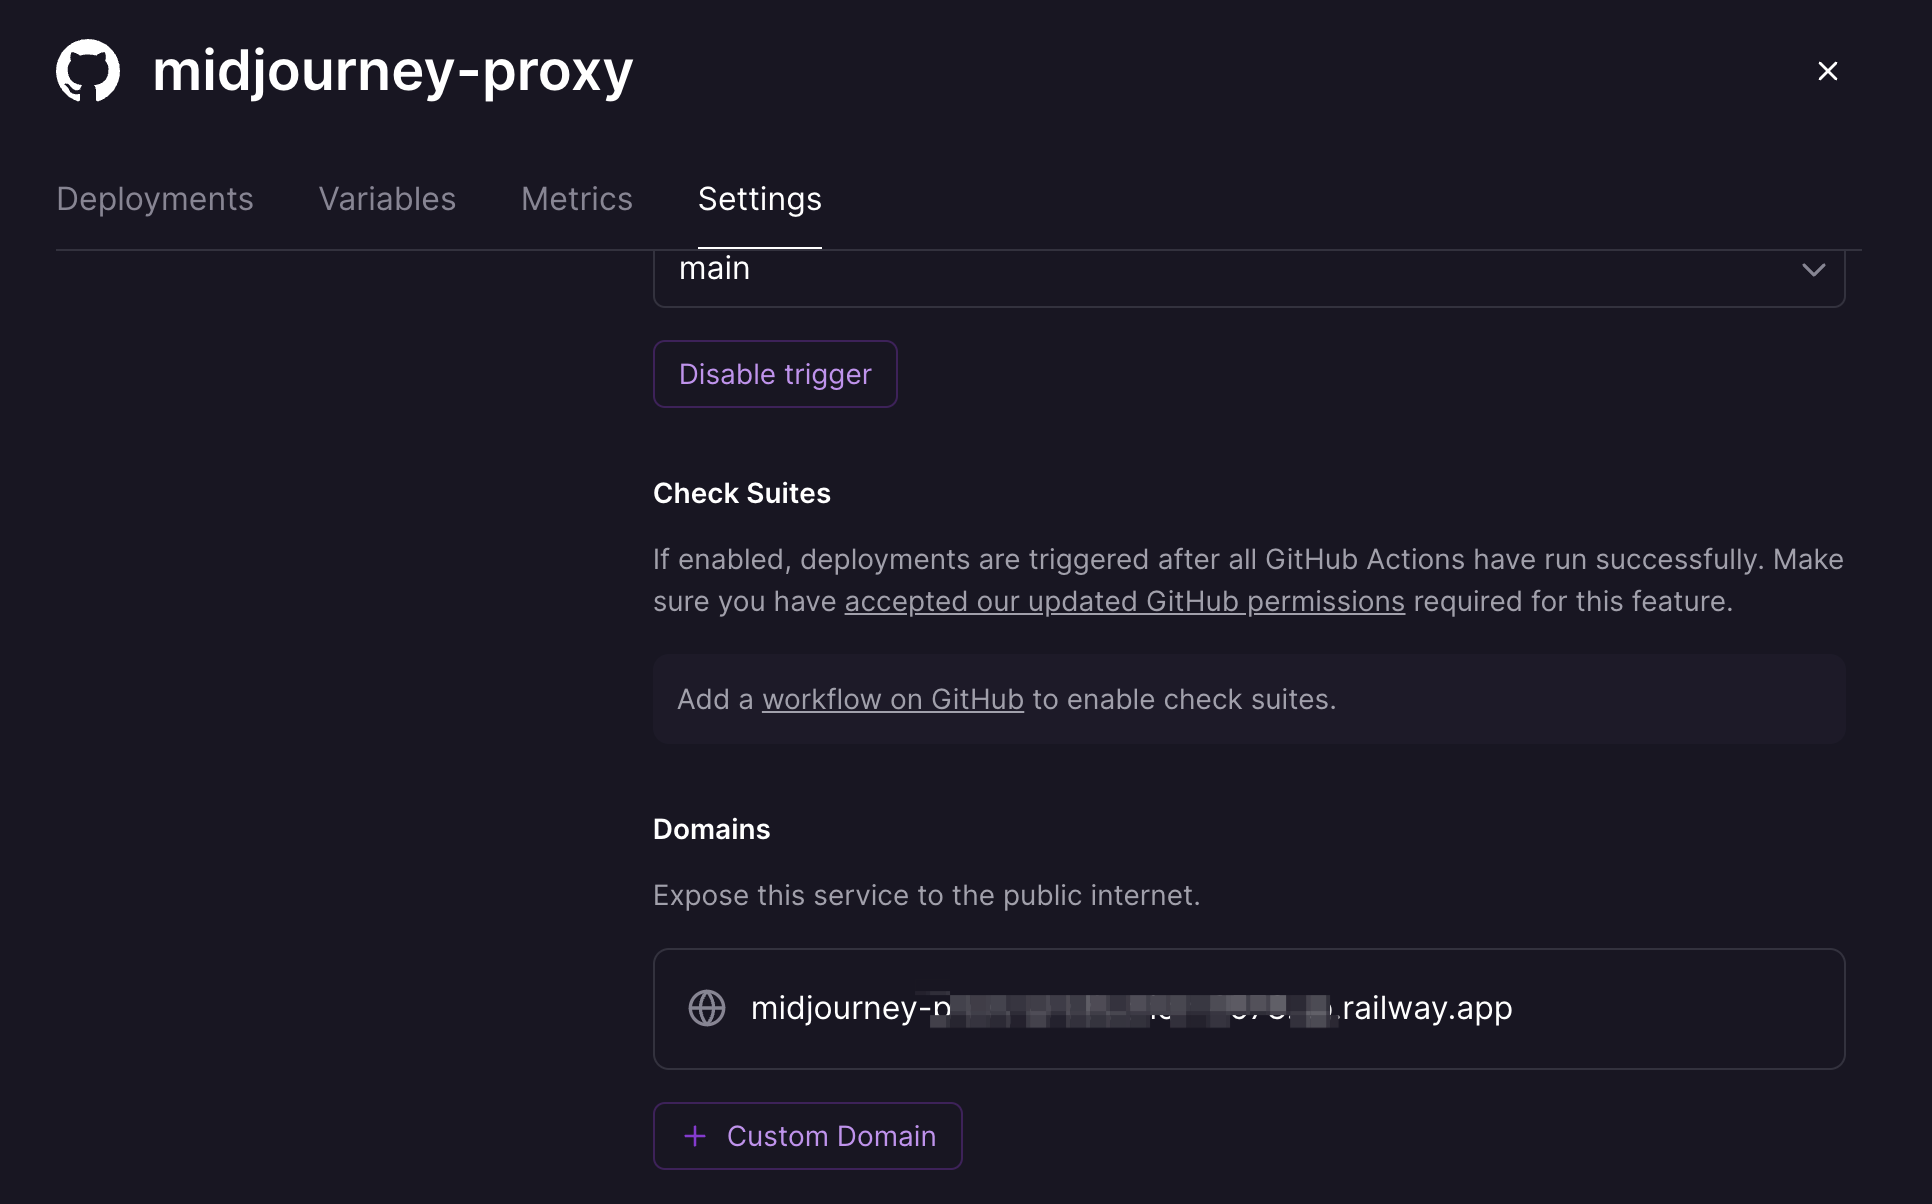 midjourney-proxy
Deployments Variables Metrics Settings
main
Disable trigger
Check Suites
If enabled, deployments are triggered after all GitHub Actions have run successfully. Make
sure you have accepted our updated GitHub permissions required for this feature.
Add a workflow on GitHub to enable check suites.
Domains
Expose this service to the public internet.
midjourney-p .railway.app
+ Custom Domain